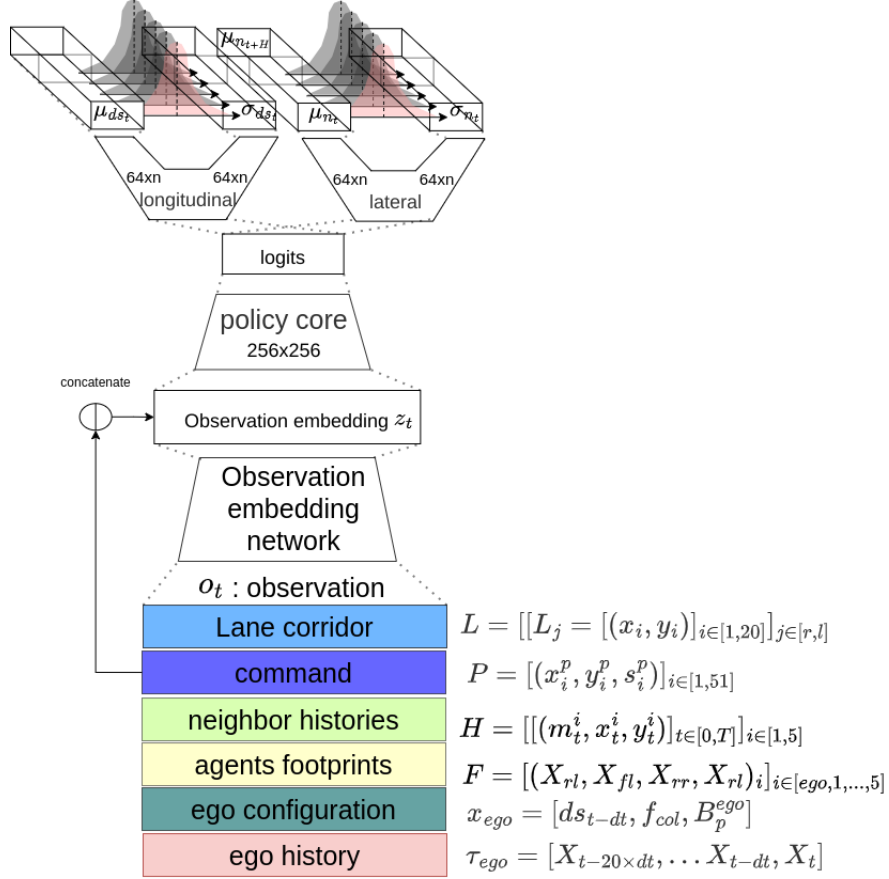 μ_{n_{t+H}}
μ_{ds_t} σ_{ds_t} μ_{n_t} σ_{n_t}
64xn 64xn 64xn 64xn
longitudinal lateral
logits
policy core
256x256
concatenate
Observation embedding z_t
Observation
embedding
network
o_t : observation
Lane corridor L = [[L_j = [(x_i, y_i)]_{i∈[1,20]}]_{j∈[r,l]}
command P = [(x_i^p, y_i^p, s_i^p)]_{i∈[1,51]}
neighbor histories H = [[(m_t^i, x_t^i, y_t^i)]_{t∈[0,T]}]_{i∈[1,5]}
agents footprints F = [(X_{rl}, X_{fl}, X_{rr}, X_{rl})_i]_{i∈[ego,1,...,5]}
ego configuration x_{ego} = [ds_{t−dt}, f_{col}, B_p^{ego}]
ego history τ_{ego} = [X_{t−20×dt}, ... X_{t−dt}, X_t]